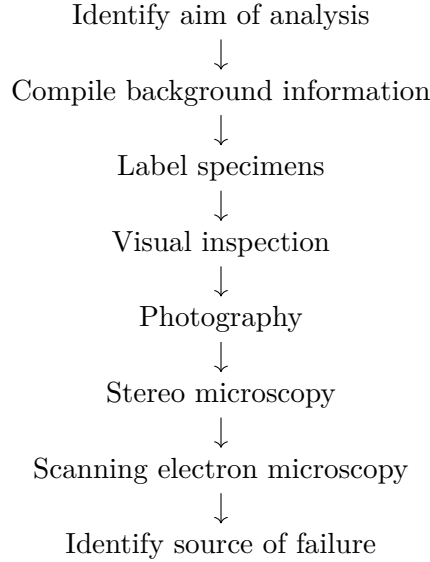 Identify aim of analysis
↓
Compile background information
↓
Label specimens
↓
Visual inspection
↓
Photography
↓
Stereo microscopy
↓
Scanning electron microscopy
↓
Identify source of failure